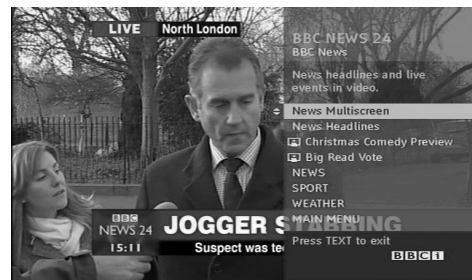 LIVE North London
BBC NEWS 24
BBC News
News headlines and live
events in video.
News Multiscreen
News Headlines
Christmas Comedy Preview
Big Read Vote
NEWS
SPORT
WEATHER
MAIN MENU
Press TEXT to exit
BBC 1
BBC
NEWS 24
15:11
JOGGER STABBING
Suspect was